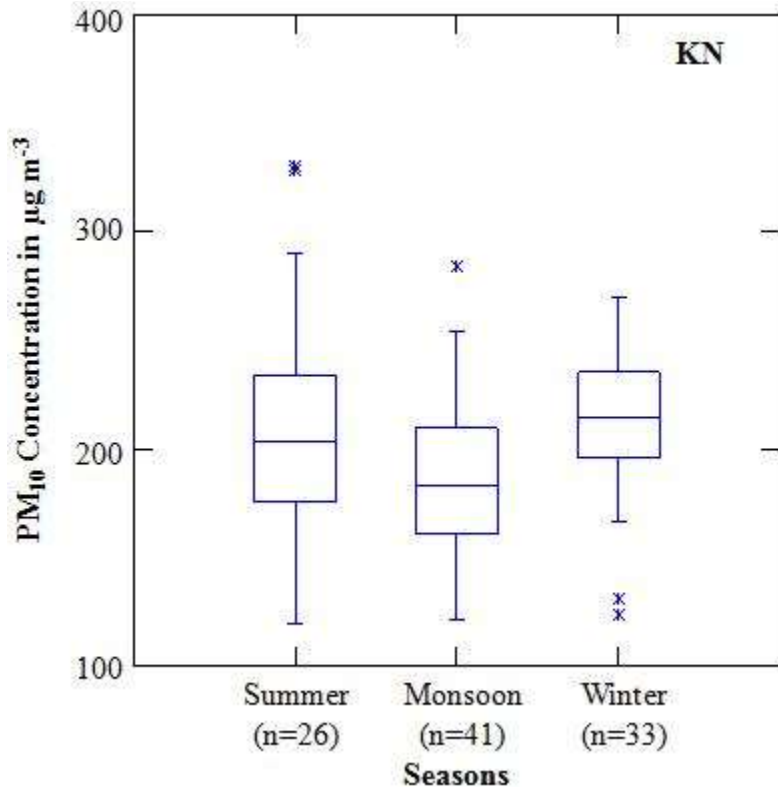 400
KN
300
200
100
PM10 Concentration in µg m-3
Summer Monsoon Winter
(n=26) (n=41) (n=33)
Seasons